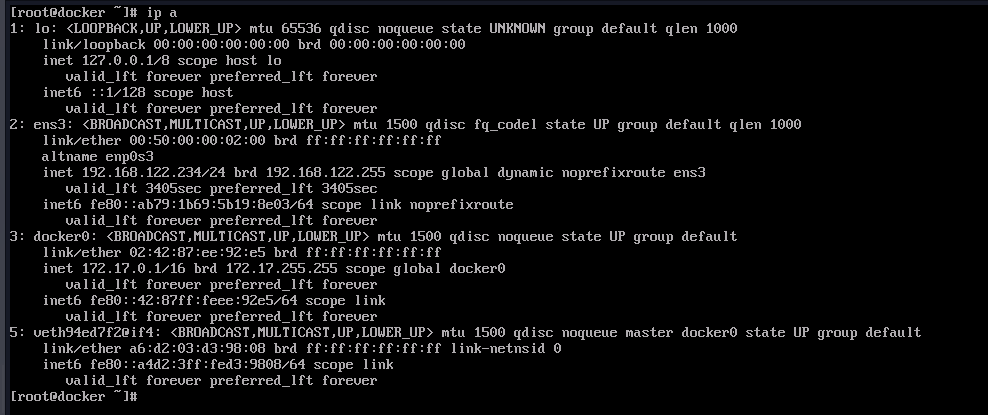 [root@docker ~]# ip a
1: lo: <LOOPBACK,UP,LOWER_UP> mtu 65536 qdisc noqueue state UNKNOWN group default qlen 1000
    link/loopback 00:00:00:00:00:00 brd 00:00:00:00:00:00
    inet 127.0.0.1/8 scope host lo
       valid_lft forever preferred_lft forever
    inet6 ::1/128 scope host
       valid_lft forever preferred_lft forever
2: ens3: <BROADCAST,MULTICAST,UP,LOWER_UP> mtu 1500 qdisc fq_codel state UP group default qlen 1000
    link/ether 00:50:00:00:02:00 brd ff:ff:ff:ff:ff:ff
    altname enp0s3
    inet 192.168.122.234/24 brd 192.168.122.255 scope global dynamic noprefixroute ens3
       valid_lft 3405sec preferred_lft 3405sec
    inet6 fe80::ab79:1b69:5b19:8e03/64 scope link noprefixroute
       valid_lft forever preferred_lft forever
3: docker0: <BROADCAST,MULTICAST,UP,LOWER_UP> mtu 1500 qdisc noqueue state UP group default
    link/ether 02:42:87:ee:92:e5 brd ff:ff:ff:ff:ff:ff
    inet 172.17.0.1/16 brd 172.17.255.255 scope global docker0
       valid_lft forever preferred_lft forever
    inet6 fe80::42:87ff:feee:92e5/64 scope link
       valid_lft forever preferred_lft forever
5: veth94ed7f2@if4: <BROADCAST,MULTICAST,UP,LOWER_UP> mtu 1500 qdisc noqueue master docker0 state UP group default
    link/ether a6:d2:03:d3:98:08 brd ff:ff:ff:ff:ff:ff link-netnsid 0
    inet6 fe80::a4d2:3ff:fed3:9808/64 scope link
       valid_lft forever preferred_lft forever
[root@docker ~]#